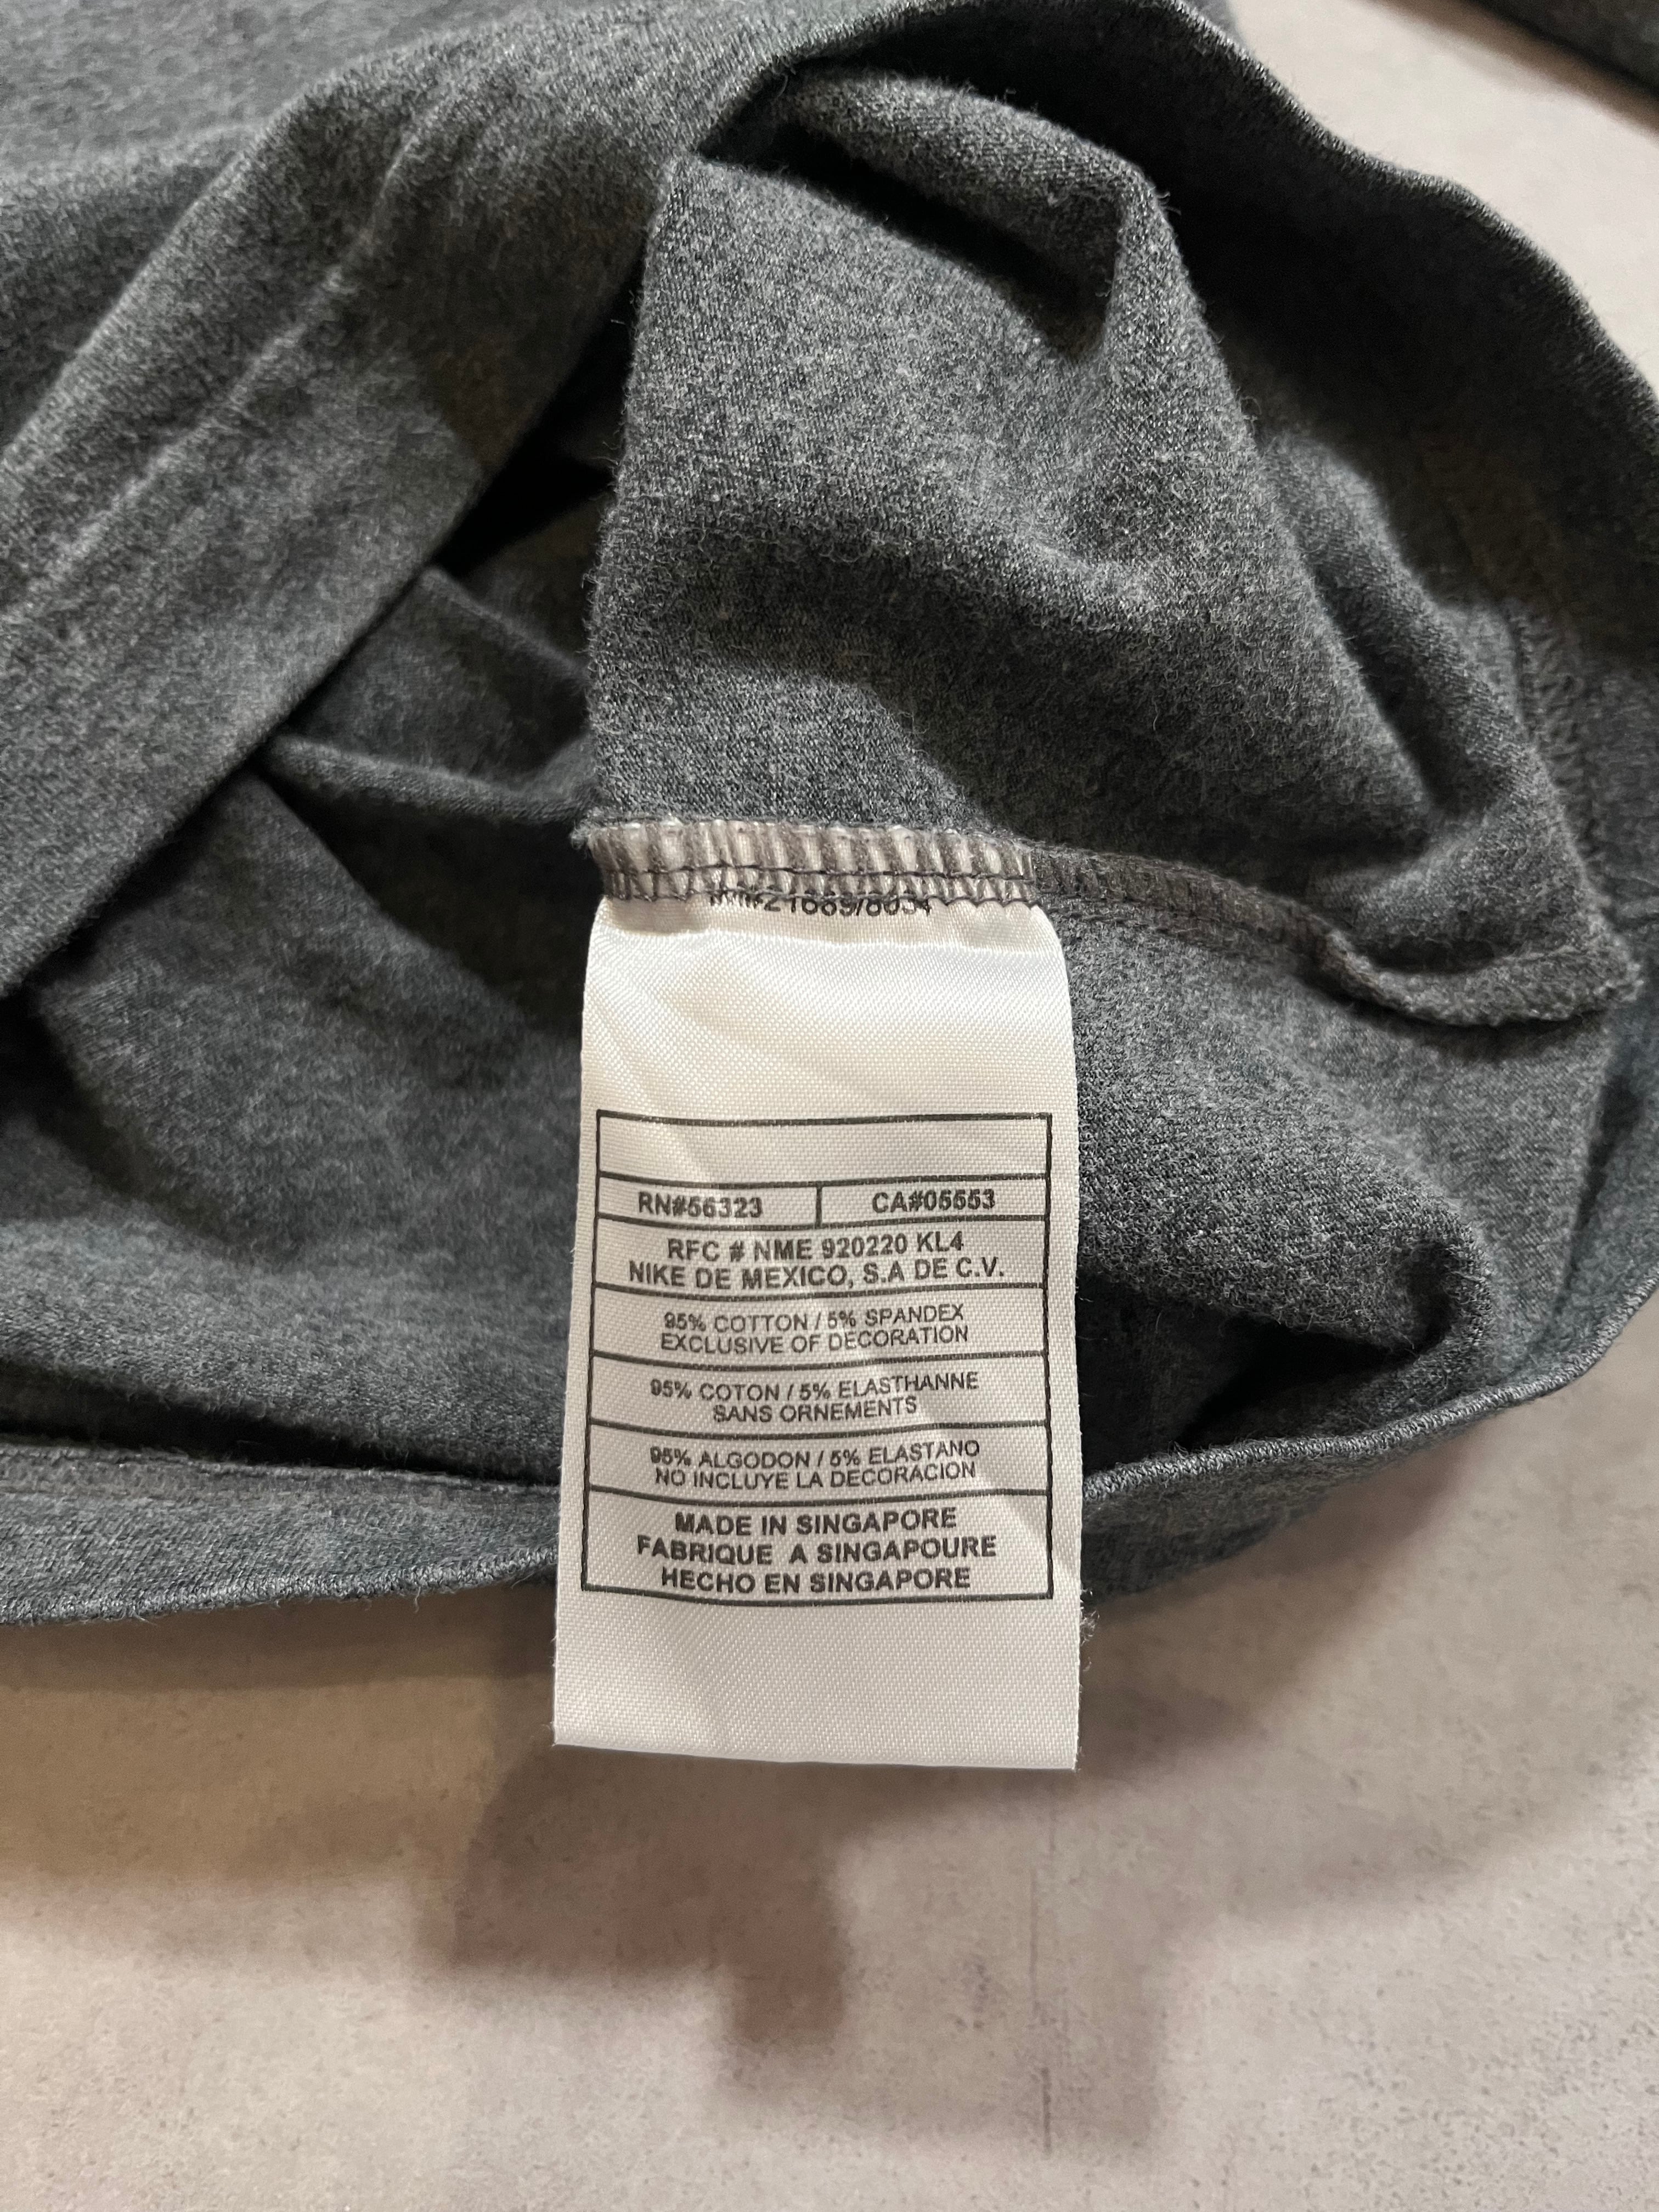 RN#56323 CA#05553
RFC # NME 920220 KL4
NIKE DE MEXICO, S.A DE C.V.
95% COTTON / 5% SPANDEX
EXCLUSIVE OF DECORATION
95% COTON / 5% ELASTHANNE
SANS ORNEMENTS
95% ALGODON / 5% ELASTANO
NO INCLUYE LA DECORACION
MADE IN SINGAPORE
FABRIQUE A SINGAPOURE
HECHO EN SINGAPORE